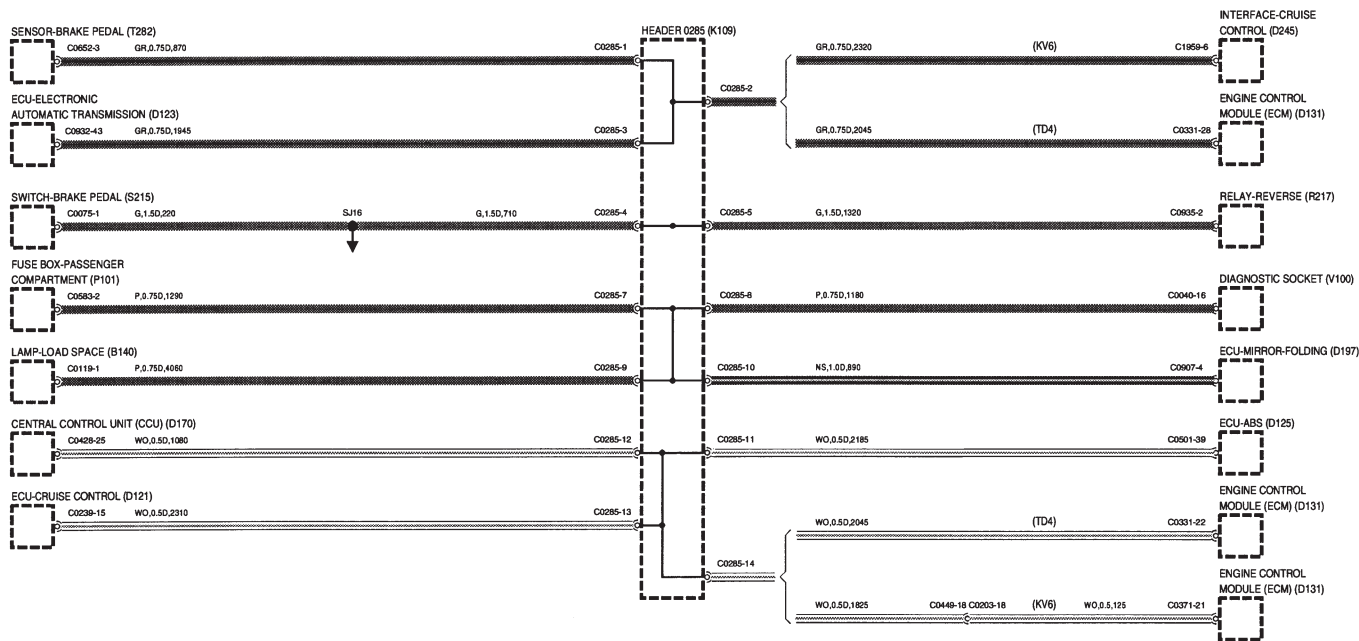 SENSOR-BRAKE PEDAL (T282)
C0652-3 GR,0.75D,870 C0285-1
HEADER 0285 (K109)
GR,0.75D,2320 (KV6) C1959-6
INTERFACE-CRUISE
CONTROL (D245)
C0285-2
ECU-ELECTRONIC
AUTOMATIC TRANSMISSION (D123)
C0932-43 GR,0.75D,1945 C0285-3
GR,0.75D,2045 (TD4) C0331-28
ENGINE CONTROL
MODULE (ECM) (D131)
SWITCH-BRAKE PEDAL (S215)
C0075-1 G,1.5D,220 SJ16 G,1.5D,710 C0285-4
C0285-5 G,1.5D,1320 C0935-2
RELAY-REVERSE (R217)
FUSE BOX-PASSENGER
COMPARTMENT (P101)
C0583-2 P,0.75D,1290 C0285-7
C0285-8 P,0.75D,1180 C0040-16
DIAGNOSTIC SOCKET (V100)
LAMP-LOAD SPACE (B140)
C0119-1 P,0.75D,4060 C0285-9
C0285-10 NS,1.0D,890 C0907-4
ECU-MIRROR-FOLDING (D197)
CENTRAL CONTROL UNIT (CCU) (D170)
C0428-25 WO,0.5D,1080 C0285-12
C0285-11 WO,0.5D,2185 C0501-39
ECU-ABS (D125)
ECU-CRUISE CONTROL (D121)
C0239-15 WO,0.5D,2310 C0285-13
WO,0.5D,2045 (TD4) C0331-22
ENGINE CONTROL
MODULE (ECM) (D131)
C0285-14
WO,0.5D,1825 C0449-18 C0203-18 (KV6) WO,0.5,125 C0371-21
ENGINE CONTROL
MODULE (ECM) (D131)